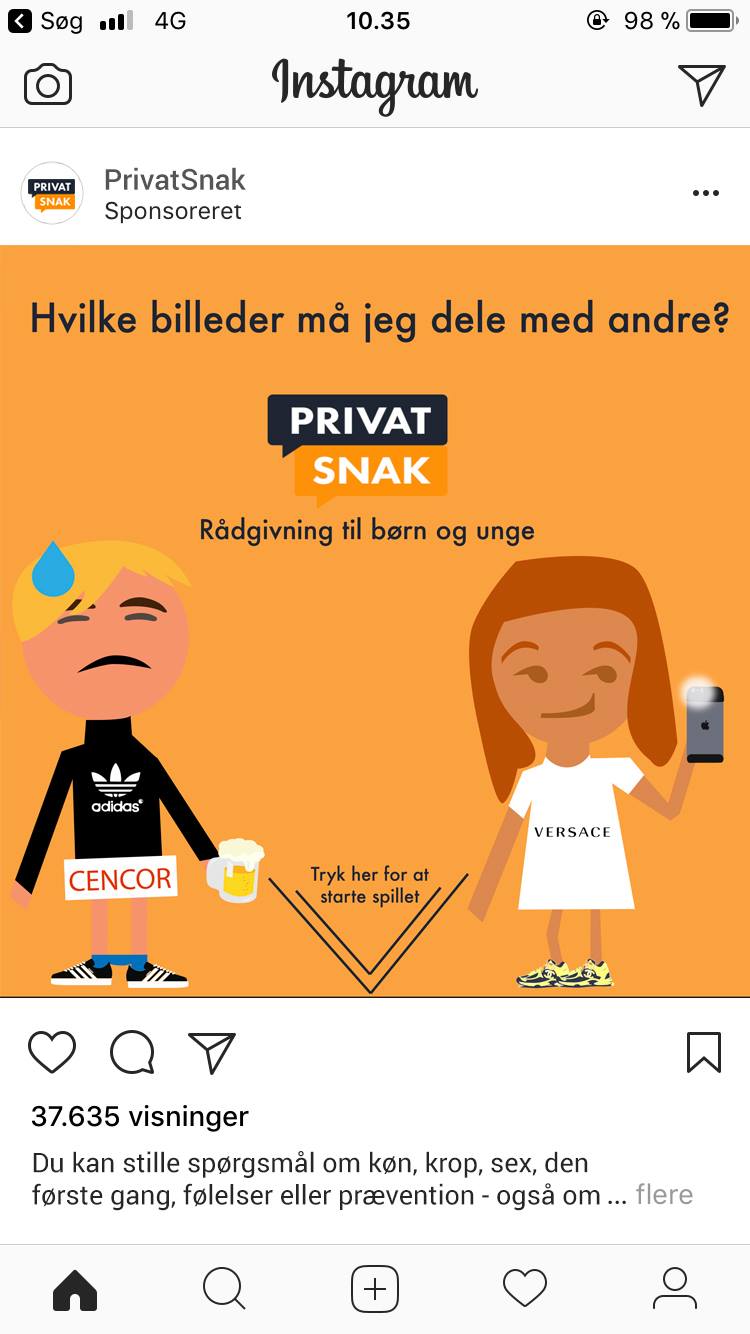 Søg 4G 10.35 98 %
Instagram
PRIVAT
SNAK
PrivatSnak
Sponsoreret
Hvilke billeder må jeg dele med andre?
PRIVAT
SNAK
Rådgivning til børn og unge
adidas®
VERSACE
CENCOR
Tryk her for at
starte spillet
37.635 visninger
Du kan stille spørgsmål om køn, krop, sex, den
første gang, følelser eller prævention - også om ... flere